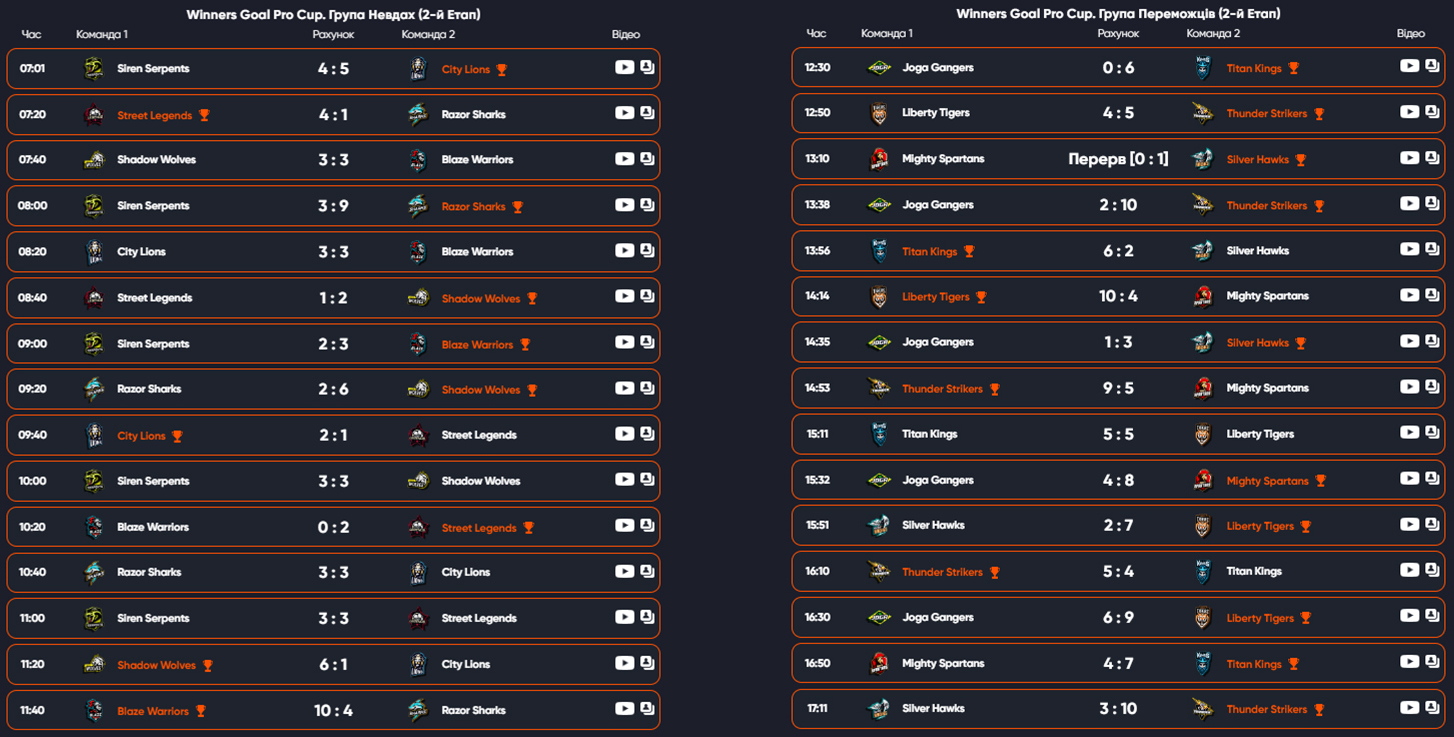 Winners Goal Pro Cup. Група Невдах (2-й Етап)
Час Команда 1 Рахунок Команда 2 Відео
07:01 Siren Serpents 4 : 5 City Lions
07:20 Street Legends 4 : 1 Razor Sharks
07:40 Shadow Wolves 3 : 3 Blaze Warriors
08:00 Siren Serpents 3 : 9 Razor Sharks
08:20 City Lions 3 : 3 Blaze Warriors
08:40 Street Legends 1 : 2 Shadow Wolves
09:00 Siren Serpents 2 : 3 Blaze Warriors
09:20 Razor Sharks 2 : 6 Shadow Wolves
09:40 City Lions 2 : 1 Street Legends
10:00 Siren Serpents 3 : 3 Shadow Wolves
10:20 Blaze Warriors 0 : 2 Street Legends
10:40 Razor Sharks 3 : 3 City Lions
11:00 Siren Serpents 3 : 3 Street Legends
11:20 Shadow Wolves 6 : 1 City Lions
11:40 Blaze Warriors 10 : 4 Razor Sharks
Winners Goal Pro Cup. Група Переможців (2-й Етап)
Час Команда 1 Рахунок Команда 2 Відео
12:30 Joga Gangers 0 : 6 Titan Kings
12:50 Liberty Tigers 4 : 5 Thunder Strikers
13:10 Mighty Spartans Перерв [0 : 1] Silver Hawks
13:38 Joga Gangers 2 : 10 Thunder Strikers
13:56 Titan Kings 6 : 2 Silver Hawks
14:14 Liberty Tigers 10 : 4 Mighty Spartans
14:35 Joga Gangers 1 : 3 Silver Hawks
14:53 Thunder Strikers 9 : 5 Mighty Spartans
15:11 Titan Kings 5 : 5 Liberty Tigers
15:32 Joga Gangers 4 : 8 Mighty Spartans
15:51 Silver Hawks 2 : 7 Liberty Tigers
16:10 Thunder Strikers 5 : 4 Titan Kings
16:30 Joga Gangers 6 : 9 Liberty Tigers
16:50 Mighty Spartans 4 : 7 Titan Kings
17:11 Silver Hawks 3 : 10 Thunder Strikers